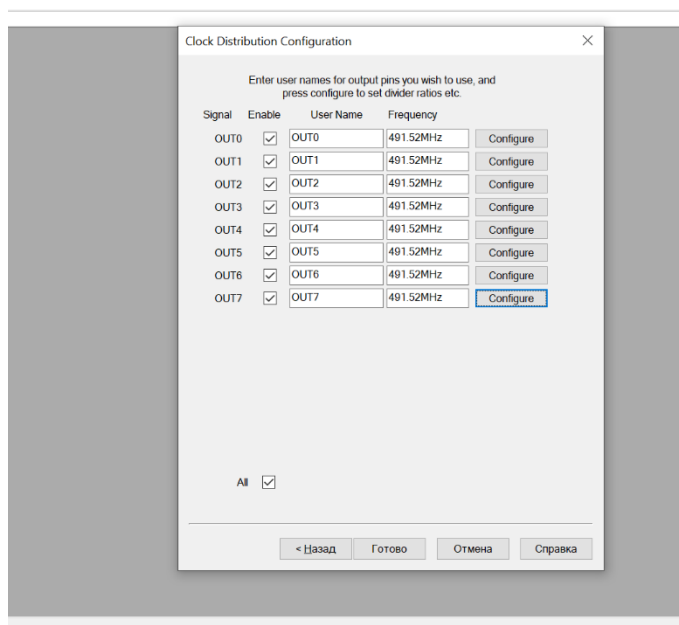 Clock Distribution Configuration
Enter user names for output pins you wish to use, and
press configure to set divider ratios etc.
Signal Enable User Name Frequency
OUT0 OUT0 491.52MHz Configure
OUT1 OUT1 491.52MHz Configure
OUT2 OUT2 491.52MHz Configure
OUT3 OUT3 491.52MHz Configure
OUT4 OUT4 491.52MHz Configure
OUT5 OUT5 491.52MHz Configure
OUT6 OUT6 491.52MHz Configure
OUT7 OUT7 491.52MHz Configure
All
< Назад Готово Отмена Справка